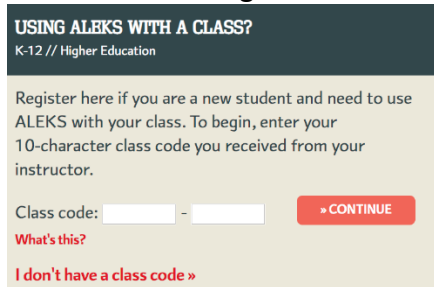 USING ALEKS WITH A CLASS?
K-12 // Higher Education
Register here if you are a new student and need to use
ALEKS with your class. To begin, enter your
10-character class code you received from your
instructor.
Class code: - » CONTINUE
What's this?
I don't have a class code »